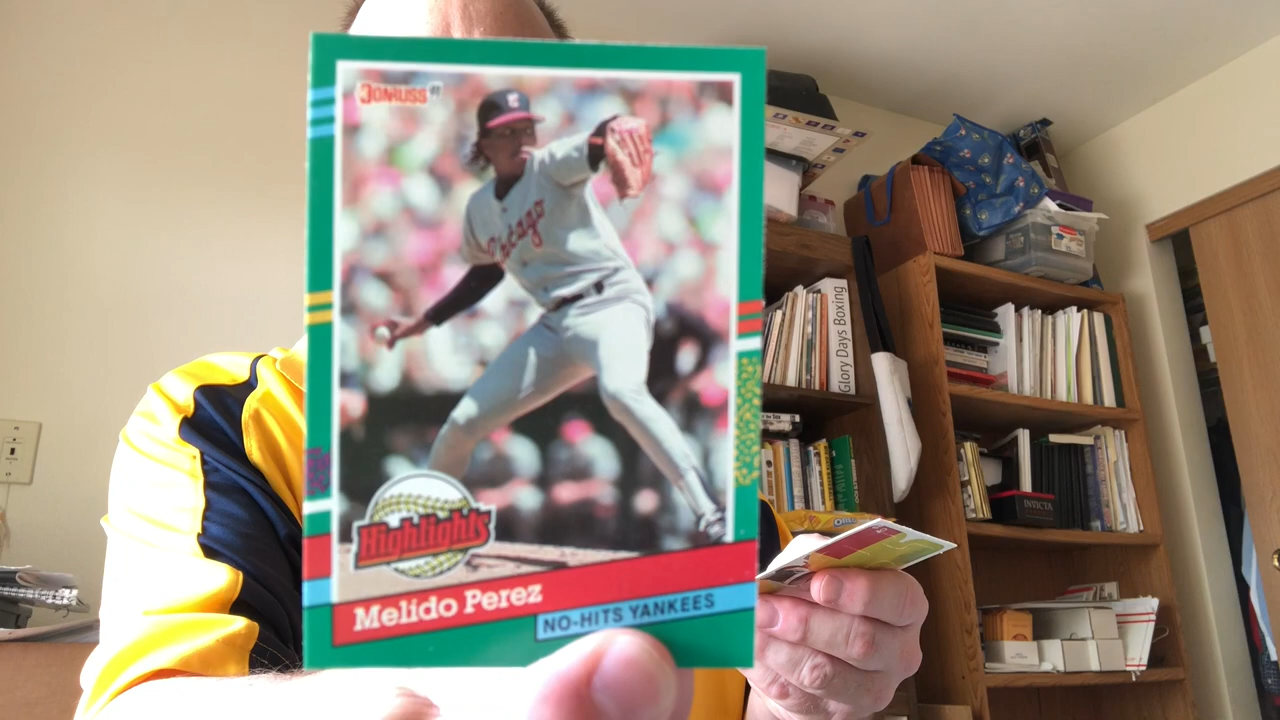 DONRUSS 91
Chicago
Highlights
Melido Perez
NO-HITS YANKEES
Glory Days Boxing
INVICTA